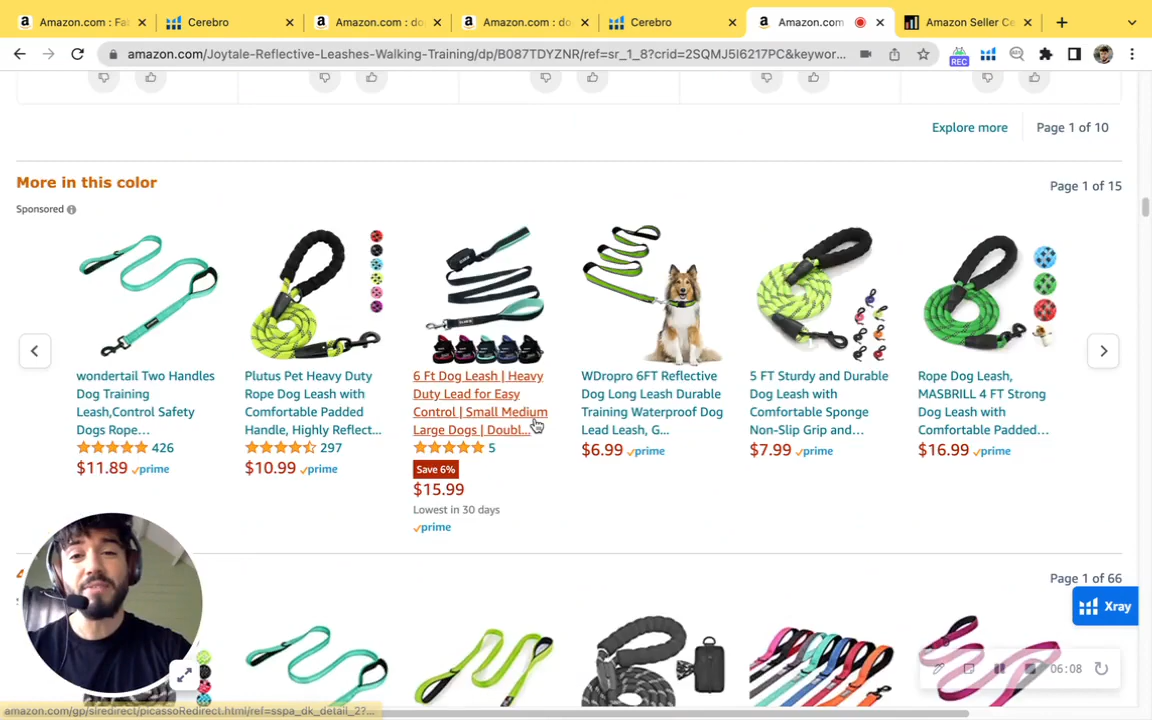 Amazon.com : Fa
Cerebro
Amazon.com : do
Amazon.com : do
Cerebro
Amazon.com
Amazon Seller Ce
amazon.com/Joytale-Reflective-Leashes-Walking-Training/dp/B087TDYZNR/ref=sr_1_8?crid=2SQMJ5I6217PC&keywor...
REC
Explore more
Page 1 of 10
More in this color
Page 1 of 15
Sponsored
wondertail Two Handles
Dog Training
Leash,Control Safety
Dogs Rope...
426
$11.89 prime
Plutus Pet Heavy Duty
Rope Dog Leash with
Comfortable Padded
Handle, Highly Reflect...
297
$10.99 prime
6 Ft Dog Leash | Heavy
Duty Lead for Easy
Control | Small Medium
Large Dogs | Doubl...
5
Save 6%
$15.99
Lowest in 30 days
prime
WDropro 6FT Reflective
Dog Long Leash Durable
Training Waterproof Dog
Lead Leash, G...
$6.99 prime
5 FT Sturdy and Durable
Dog Leash with
Comfortable Sponge
Non-Slip Grip and...
$7.99 prime
Rope Dog Leash,
MASBRILL 4 FT Strong
Dog Leash with
Comfortable Padded...
$16.99 prime
Page 1 of 66
Xray
06:08
amazon.com/gp/slredirect/picassoRedirect.html/ref=sspa_dk_detail_2?...